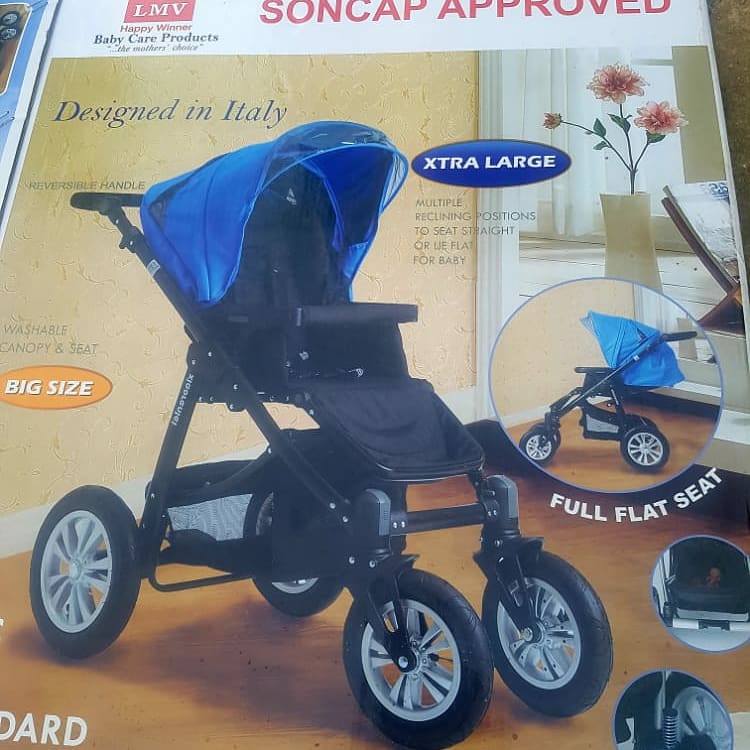 LMV
Happy Winner
Baby Care Products
"...the mothers' choice"
SONCAP APPROVED
Designed in Italy
XTRA LARGE
REVERSIBLE HANDLE
MULTIPLE
RECLINING POSITIONS
TO SEAT STRAIGHT
OR LIE FLAT
FOR BABY
WASHABLE
CANOPY & SEAT
BIG SIZE
FULL FLAT SEAT
DARD